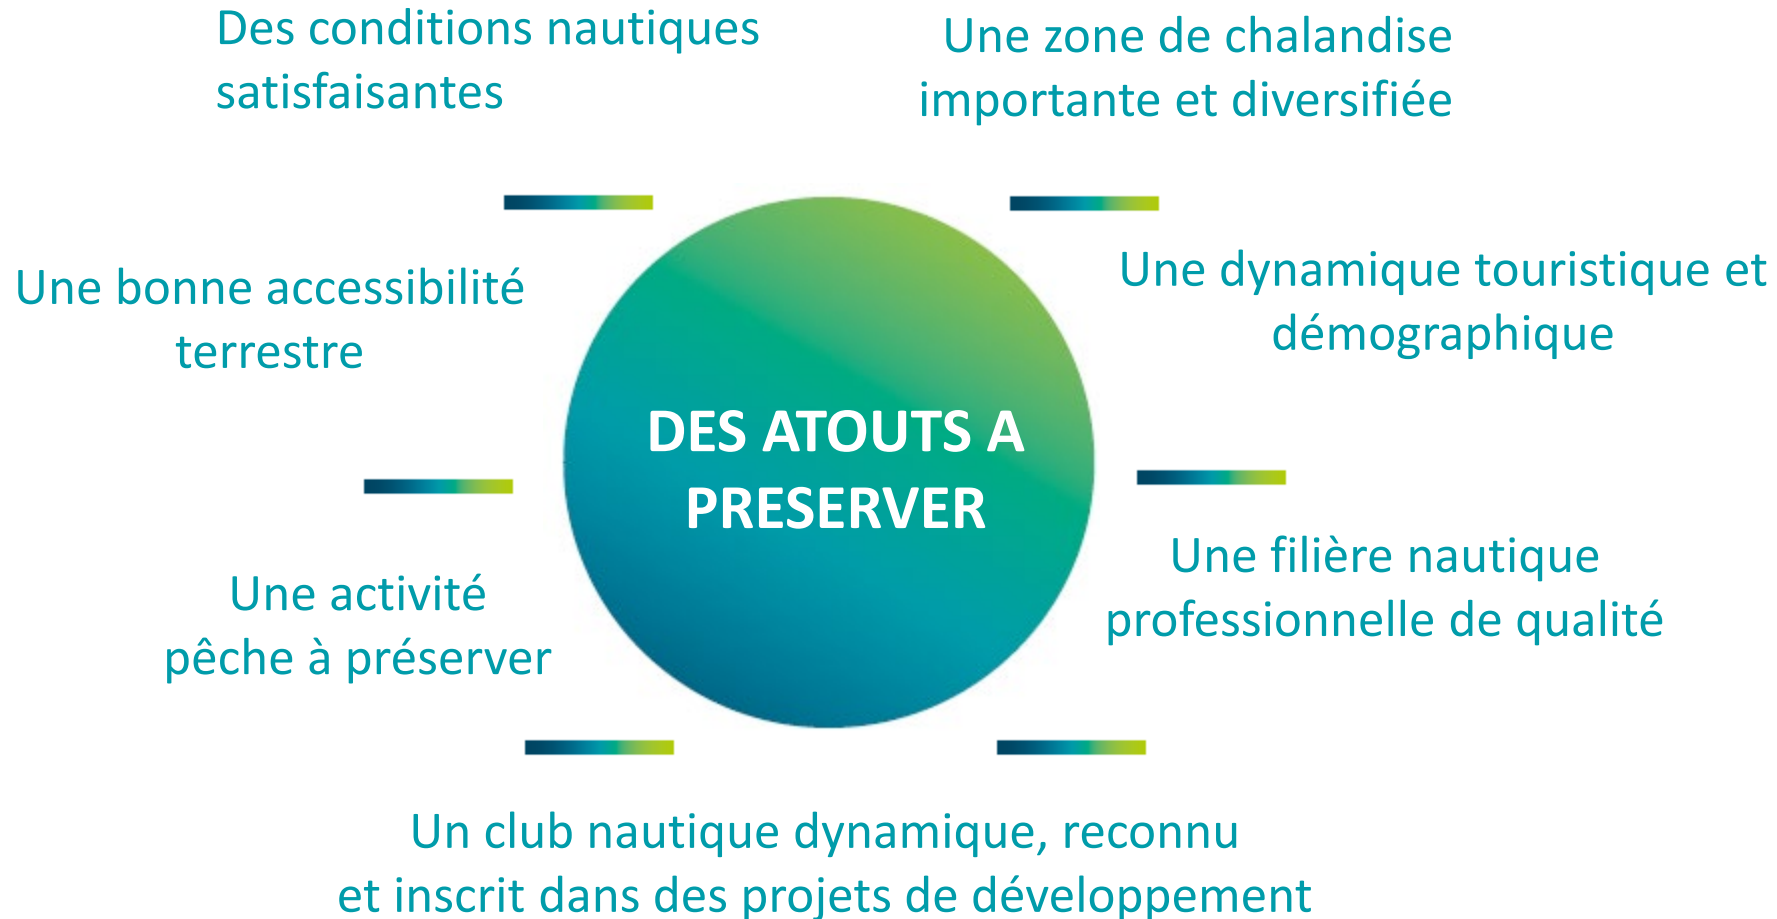 Des conditions nautiques
satisfaisantes
Une zone de chalandise
importante et diversifiée
Une bonne accessibilité
terrestre
Une dynamique touristique et
démographique
DES ATOUTS A
PRESERVER
Une activité
pêche à préserver
Une filière nautique
professionnelle de qualité
Un club nautique dynamique, reconnu
et inscrit dans des projets de développement